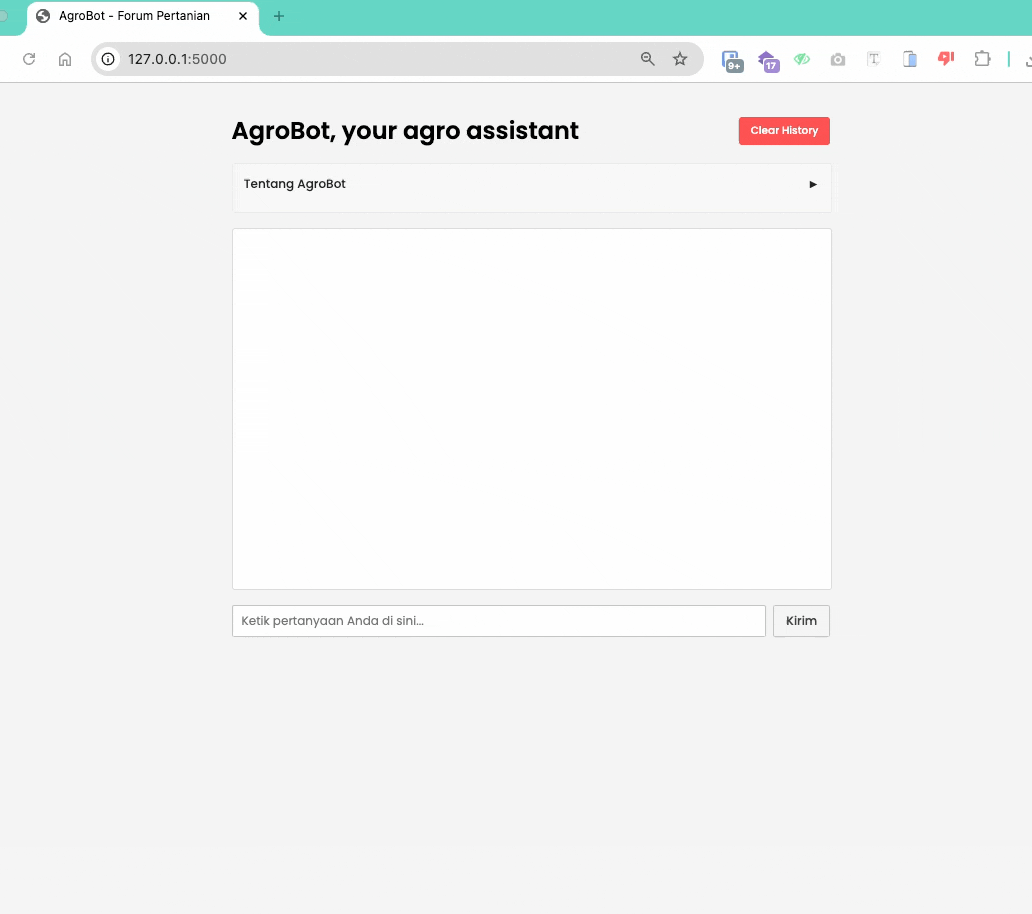 AgroBot - Forum Pertanian
127.0.0.1:5000
9+
17
T
AgroBot, your agro assistant
Clear History
Tentang AgroBot
Ketik pertanyaan Anda di sini...
Kirim